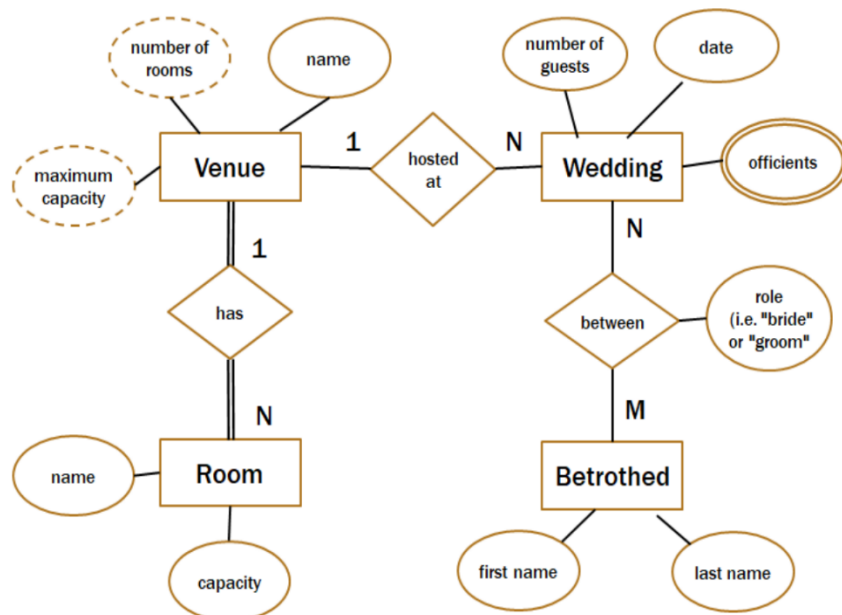 number of
rooms
name
number of
guests
date
maximum
capacity
Venue
1
hosted
at
N
Wedding
officients
1
N
has
between
role
(i.e. "bride"
or "groom"
N
M
name
Room
Betrothed
capacity
first name
last name